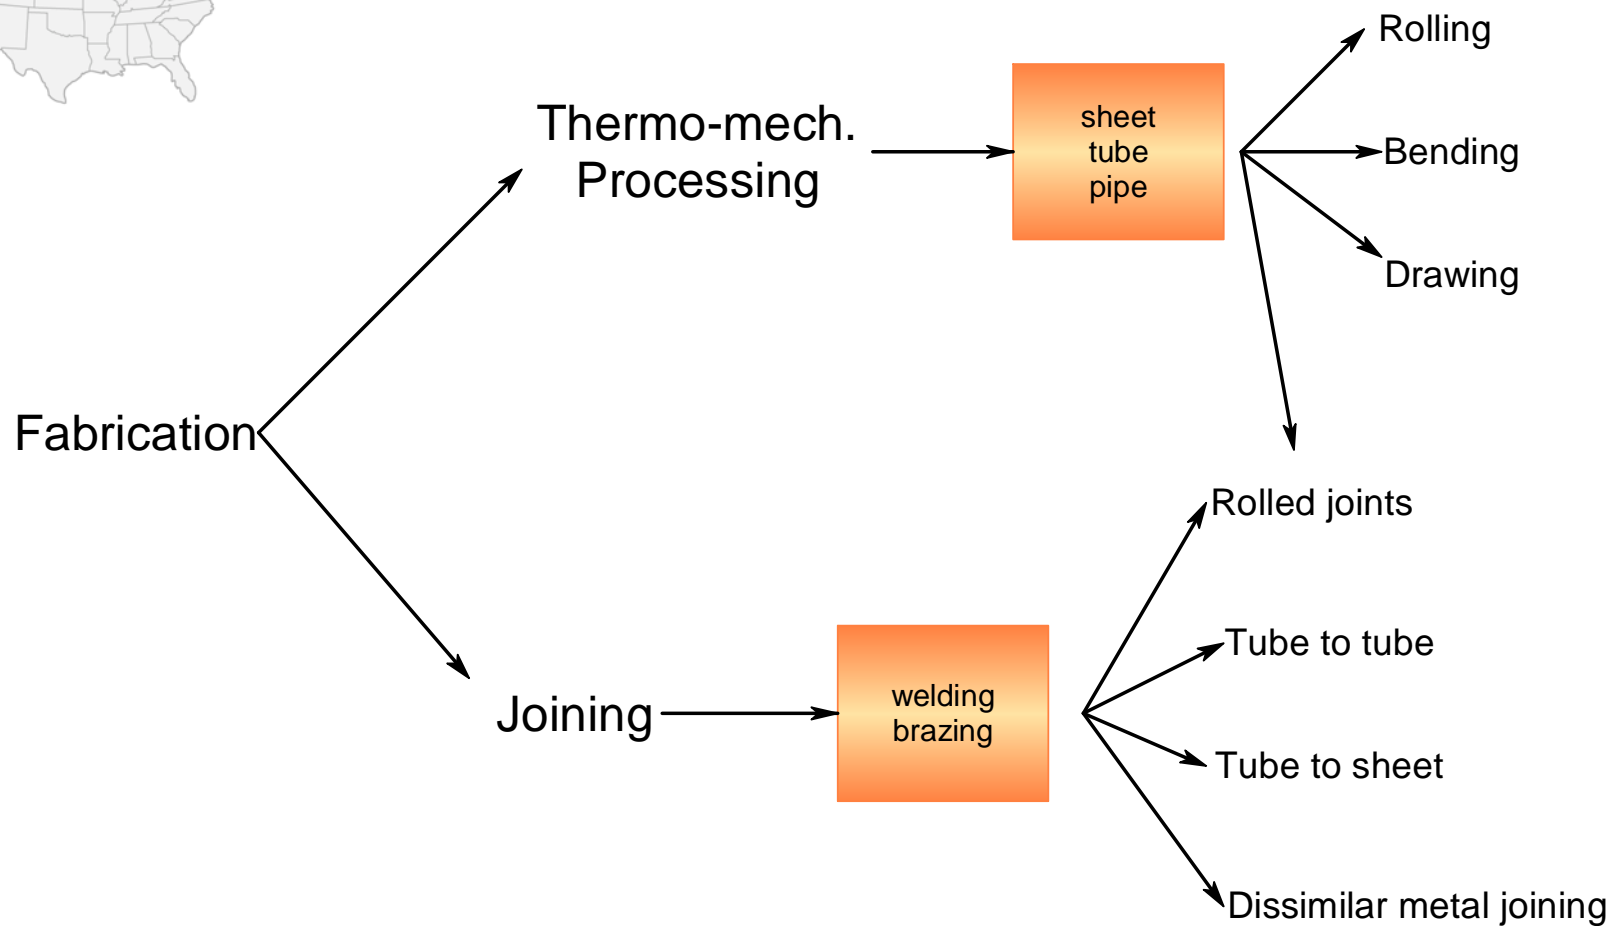 Rolling
Thermo-mech.
Processing
sheet
tube
pipe
Bending
Drawing
Fabrication
Rolled joints
Tube to tube
Joining
welding
brazing
Tube to sheet
Dissimilar metal joining